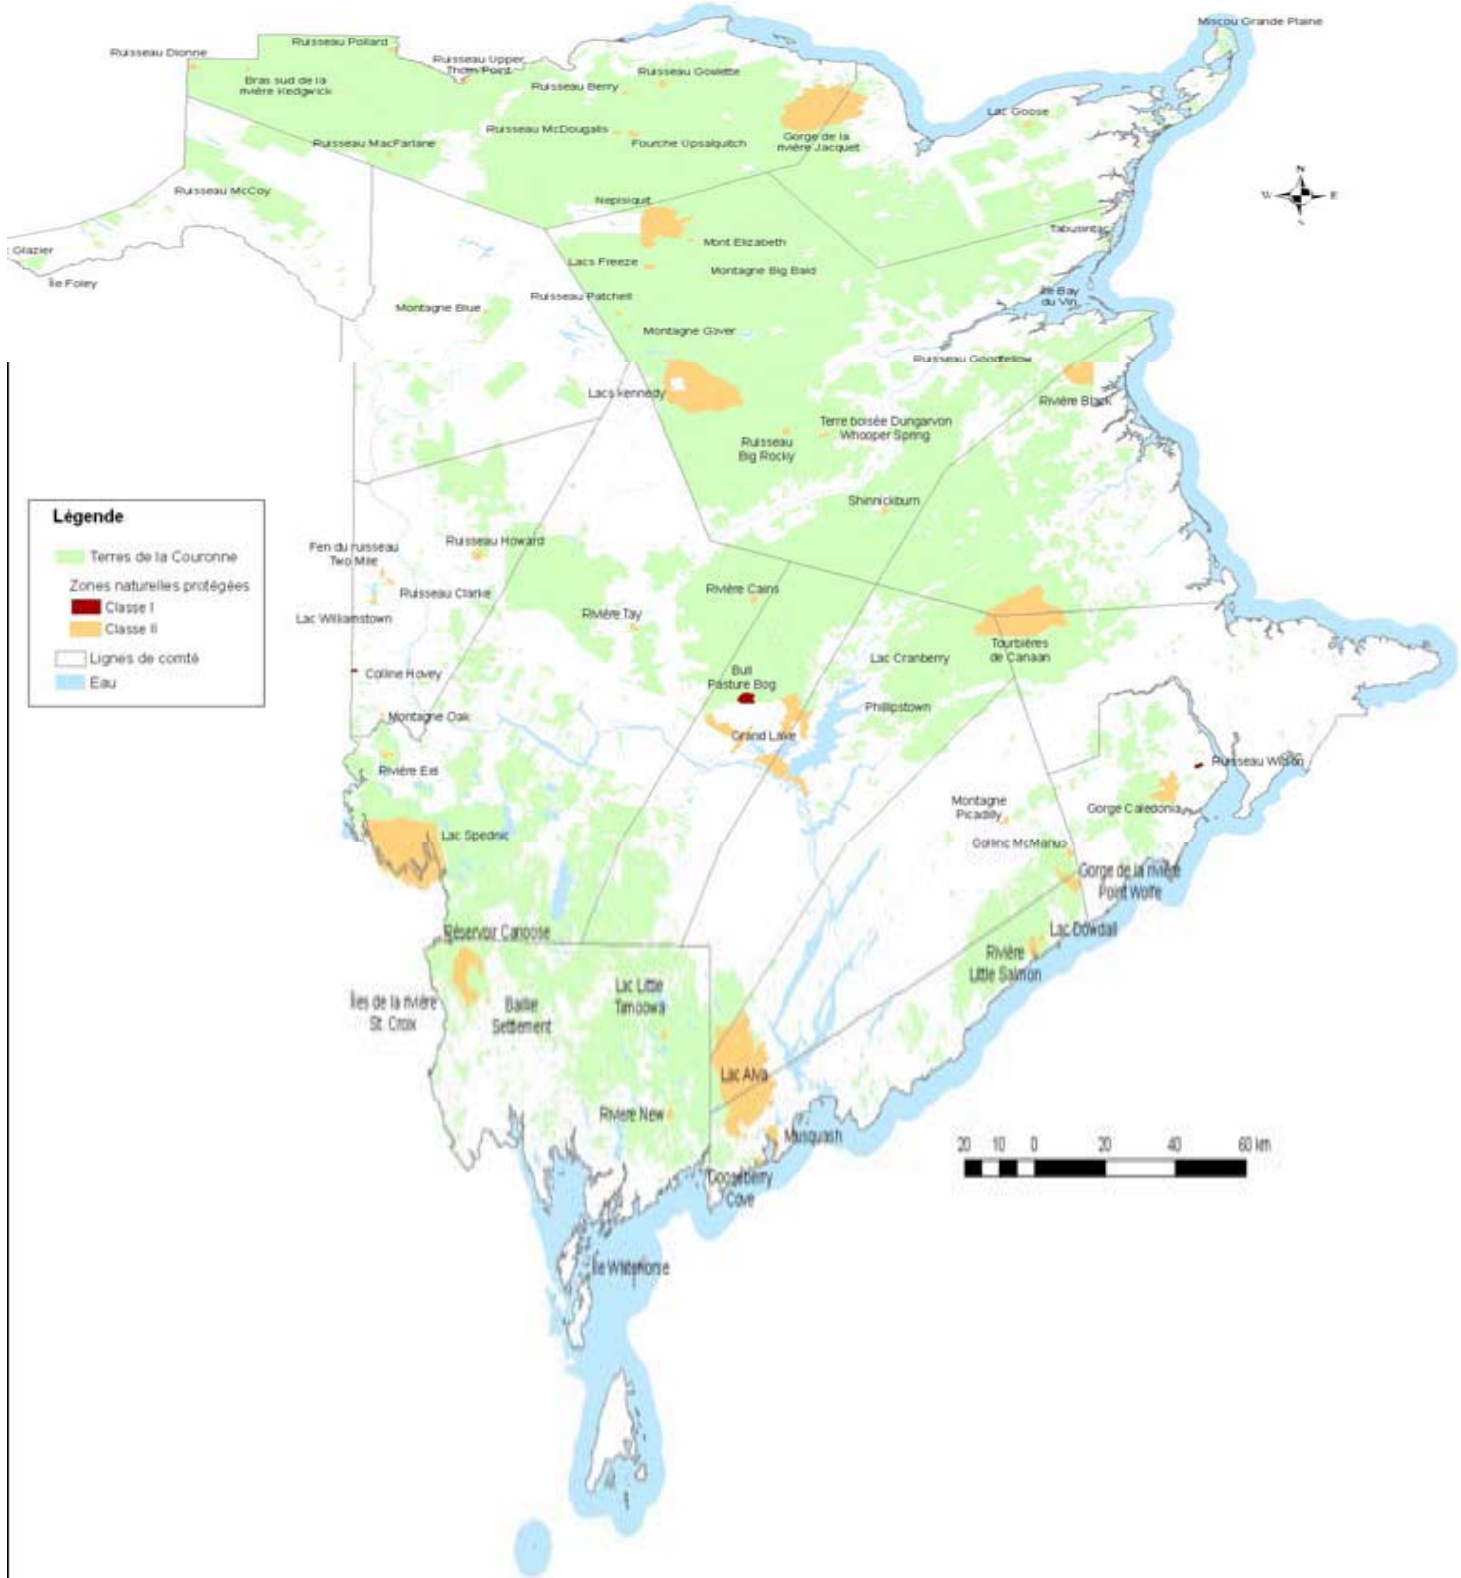 Miscou Grande Plaine
Ruisseau Dionne
Ruisseau Pollard
Ruisseau Upper
Thorn Point
Bras sud de la
rivière Kedgwick
Ruisseau Berry
Ruisseau Goulette
Lac Goose
Ruisseau McDougalls
Fourche Upsalquitch
Gorge de la
rivière Jacquet
Ruisseau MacFarlane
Ruisseau McCoy
N
W
E
S
Nepisiquit
Mont Elizabeth
Tabusintac
Glazier
Île Foley
Lacs Freeze
Montagne Big Bald
Ruisseau Patchell
Île Bay
du Vin
Montagne Blue
Montagne Gover
Ruisseau Goodfellow
Lacs Kennedy
Rivière Black
Terre boisée Dungarvon
Whooper Spring
Ruisseau
Big Rocky
Shinnickburn
Légende
Terres de la Couronne
Zones naturelles protégées
Classe I
Classe II
Lignes de comté
Eau
Fen du ruisseau
Two Mile
Ruisseau Howard
Ruisseau Clarke
Lac Williamstown
Rivière Tay
Rivière Cains
Tourbières
de Canaan
Lac Cranberry
Colline Hovey
Bull
Pasture Bog
Phillipstown
Montagne Oak
Grand Lake
Rivière Eel
Ruisseau Wilson
Montagne
Picadilly
Gorge Caledonia
Lac Spednic
Colline McManus
Gorge de la rivière
Point Wolfe
Réservoir Canoose
Lac Dowdall
Rivière
Little Salmon
Îles de la rivière
St. Croix
Baillie
Settlement
Lac Little
Timoowa
Lac Alva
Rivière New
Musquash
Gooseberry
Cove
20 10 0 20 40 60 km
Île Whitehorse